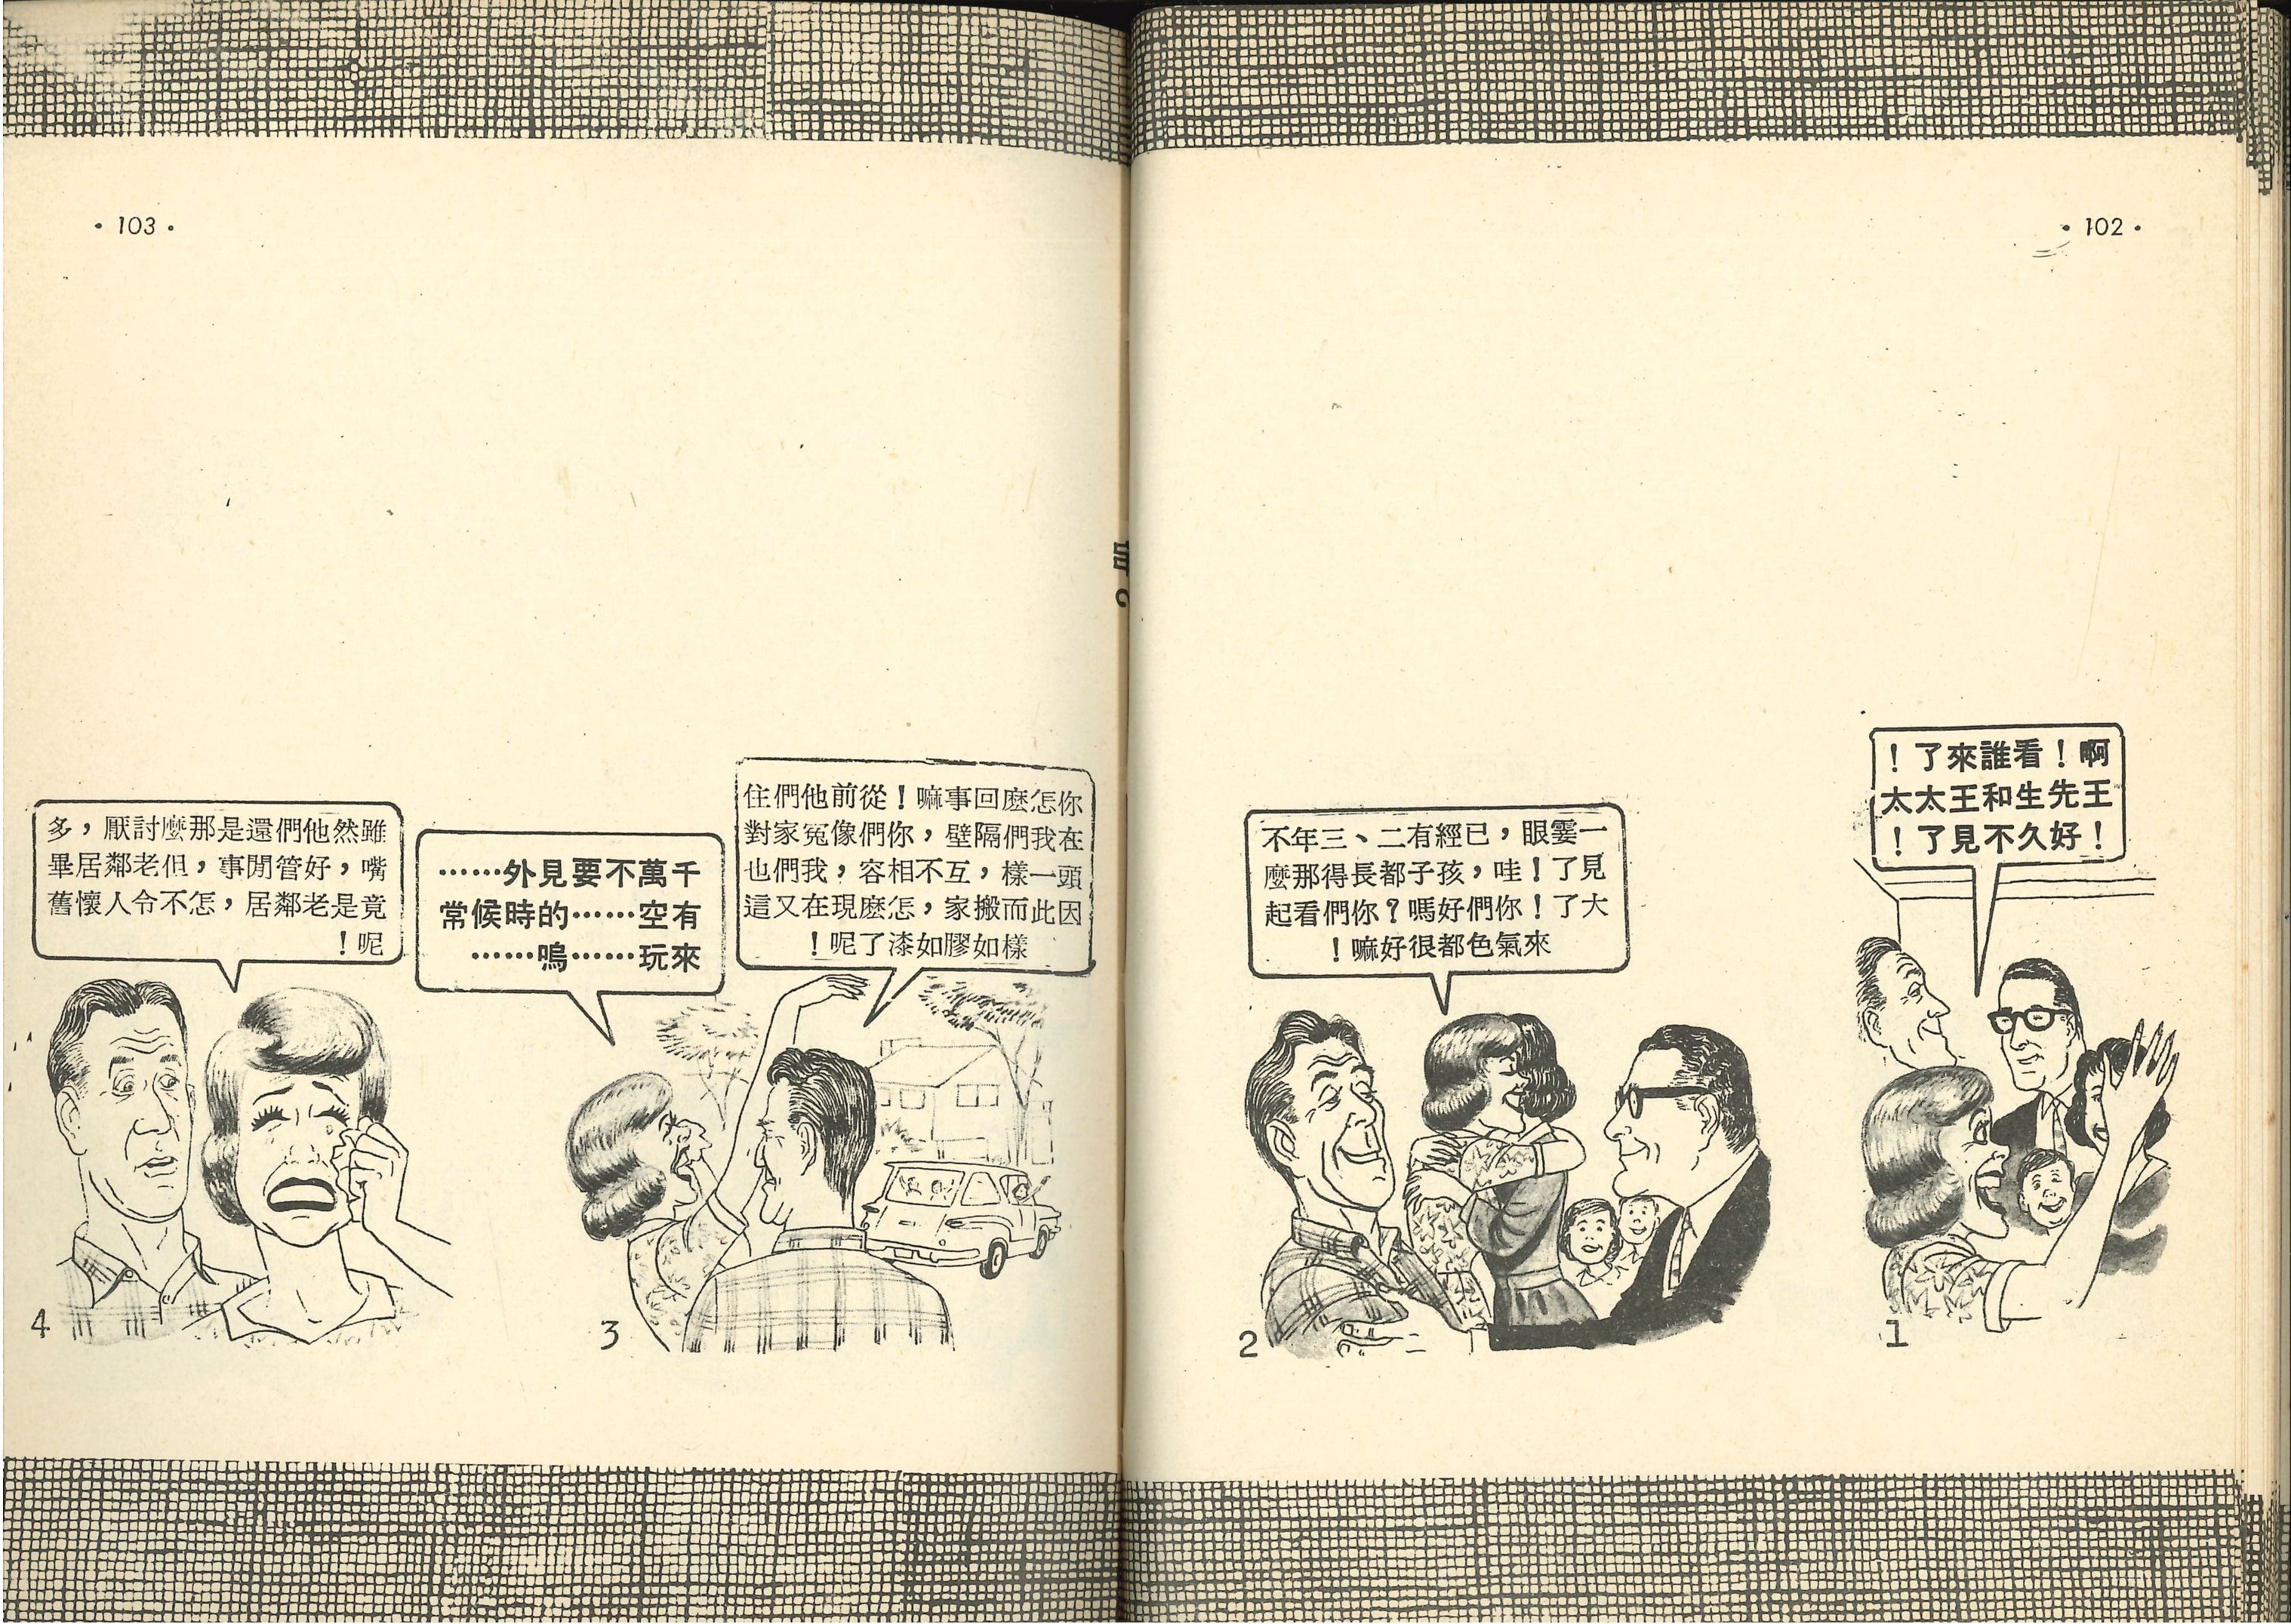 • 102 •
啊！看誰來了！
王先生和王太太
！好久不見了！
一霎眼，已經有二、三年不
見了！哇，孩子都長得那麼
大了！你們好嗎？你們看起
來氣色都很好嘛！
1
2
• 103 •
你怎麼回事嘛！從前他們住
在我們隔壁，你們像冤家對
頭一樣，互不相容，我們也
因此而搬家，怎麼現在又這
樣如膠如漆了呢！
千萬不要見外……
有空……的時候常
來玩……嗚……
雖然他們還是那麼討厭，多
嘴，好管閒事，但老鄰居畢
竟是老鄰居，怎不令人懷舊
呢！
3
4